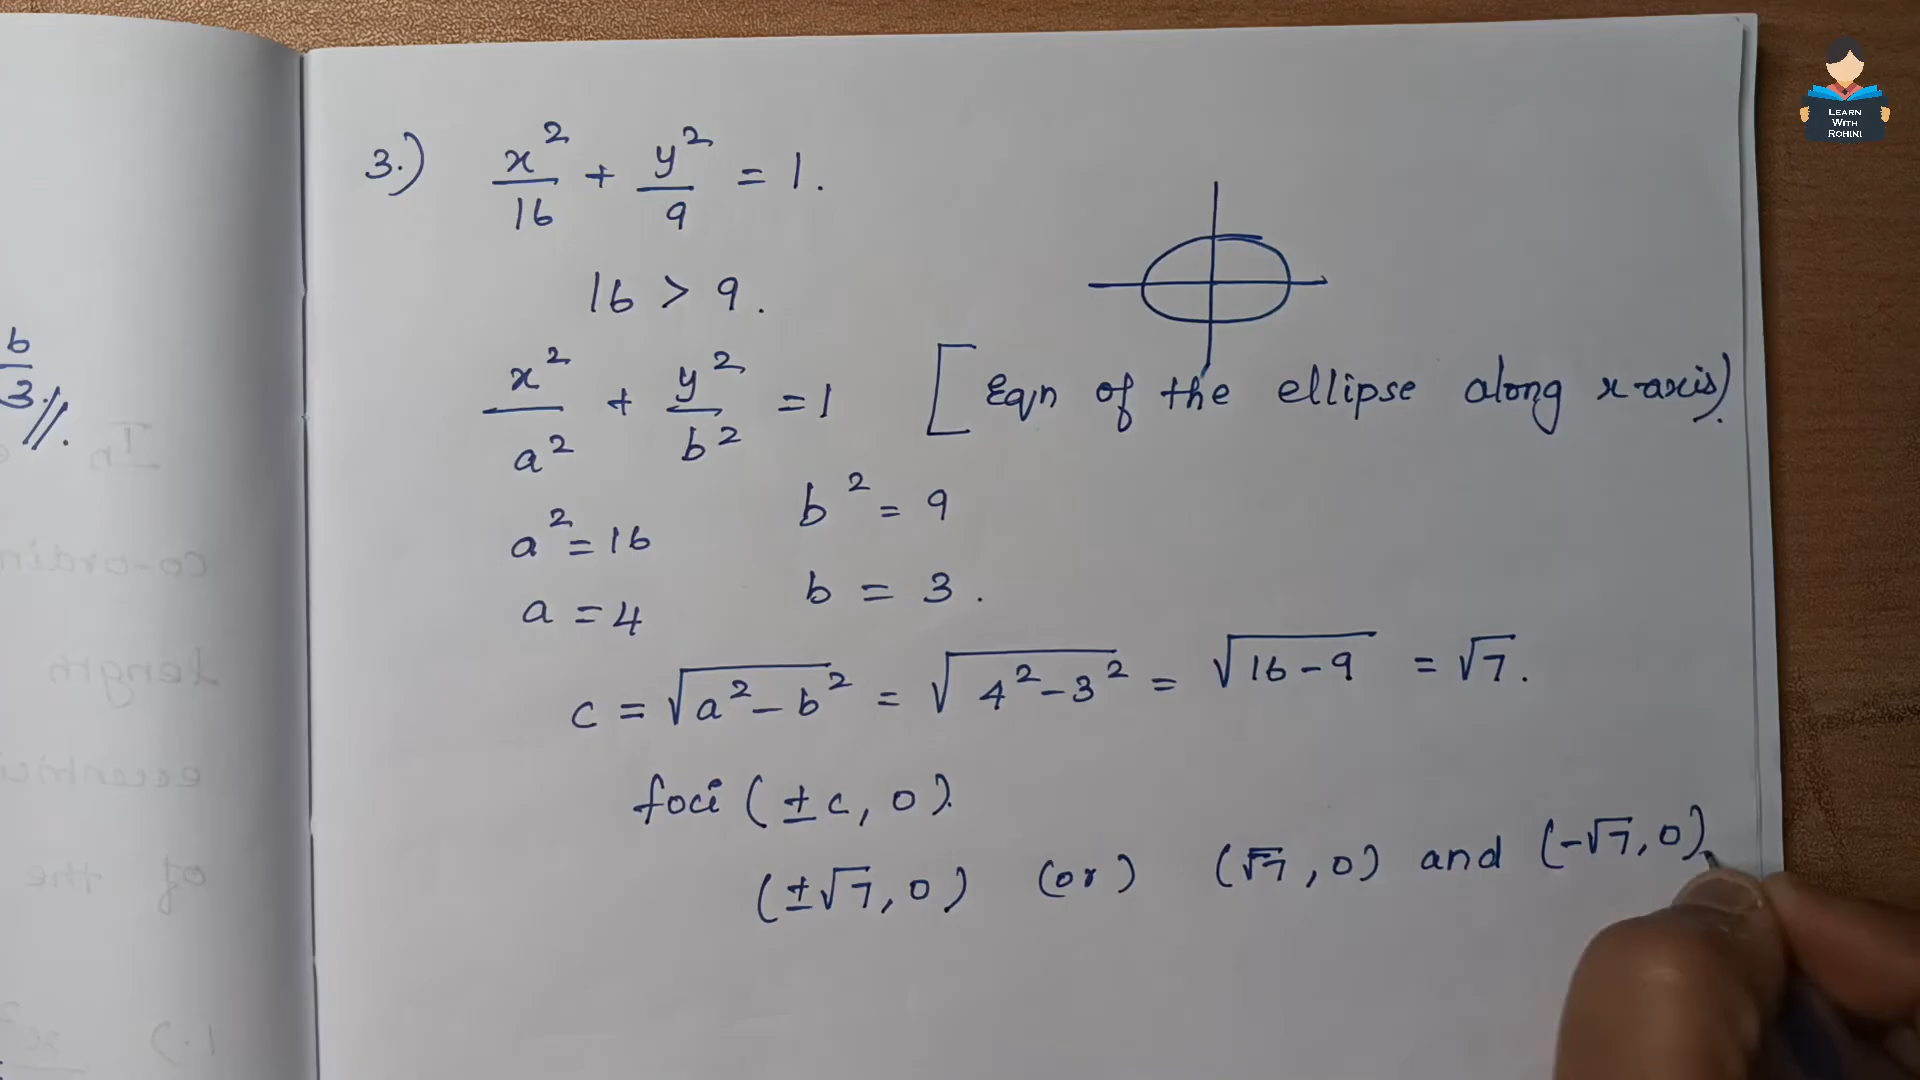 b/3.//.
3.) x²/16 + y²/9 = 1.
16 > 9.
x²/a² + y²/b² = 1 [Eqn of the ellipse along x-axis).
a² = 16 b² = 9
a = 4 b = 3.
c = √(a² - b²) = √(4² - 3²) = √(16 - 9) = √7.
foci (±c, 0).
(±√7, 0) (or) (√7, 0) and (-√7, 0).
LEARN
WITH
ROHINI